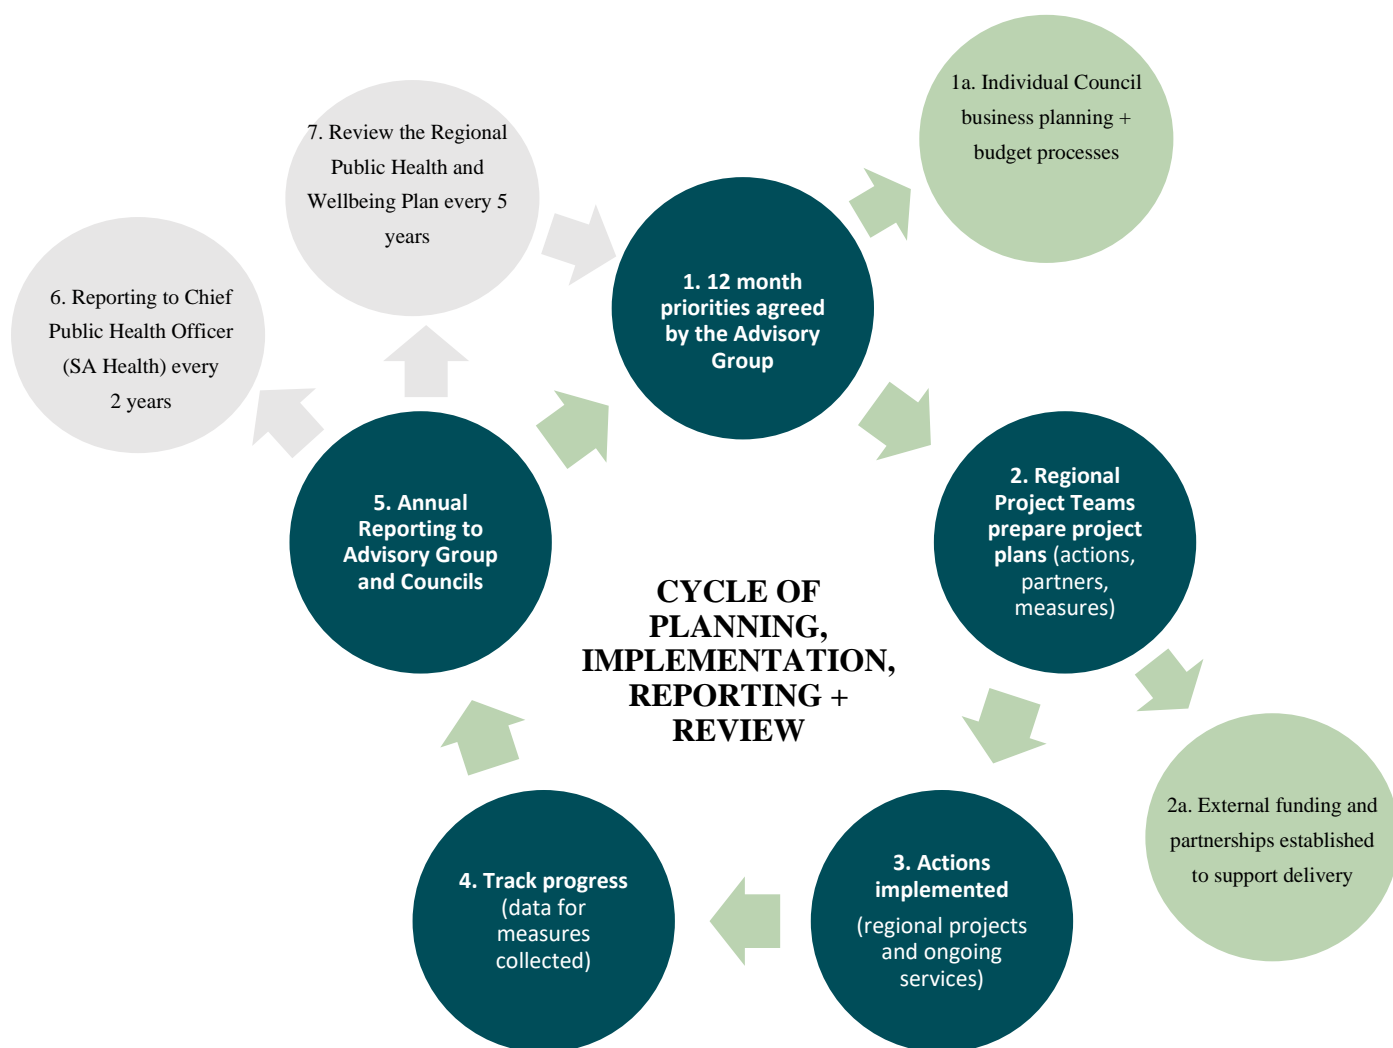 1a. Individual Council
business planning +
budget processes
7. Review the Regional
Public Health and
Wellbeing Plan every 5
years
6. Reporting to Chief
Public Health Officer
(SA Health) every
2 years
1. 12 month
priorities agreed
by the Advisory
Group
2. Regional
Project Teams
prepare project
plans (actions,
partners,
measures)
5. Annual
Reporting to
Advisory Group
and Councils
CYCLE OF
PLANNING,
IMPLEMENTATION,
REPORTING +
REVIEW
2a. External funding and
partnerships established
to support delivery
3. Actions
implemented
(regional projects
and ongoing
services)
4. Track progress
(data for
measures
collected)